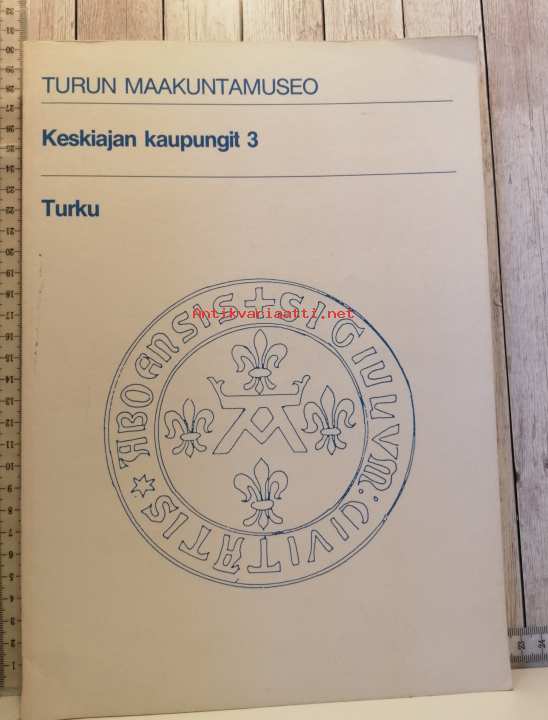 TURUN MAAKUNTAMUSEO
Keskiajan kaupungit 3
Turku
Antikvariaatti.net
+ SIGILLVM : CIVITATIS * ABOENSIS